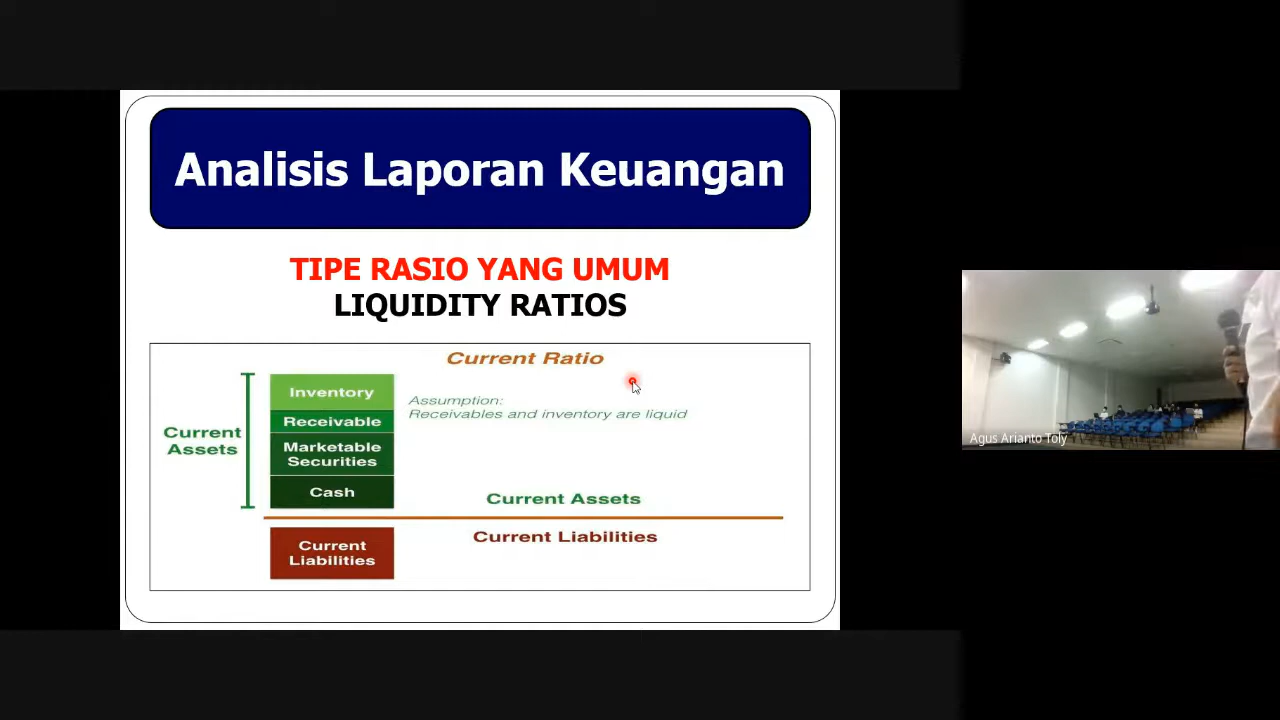 Analisis Laporan Keuangan
TIPE RASIO YANG UMUM
LIQUIDITY RATIOS
Current Ratio
Inventory
Receivable
Marketable
Securities
Cash
Current
Assets
Assumption:
Receivables and inventory are liquid
Current Assets
Current
Liabilities
Current Liabilities
Agus Arianto Toly